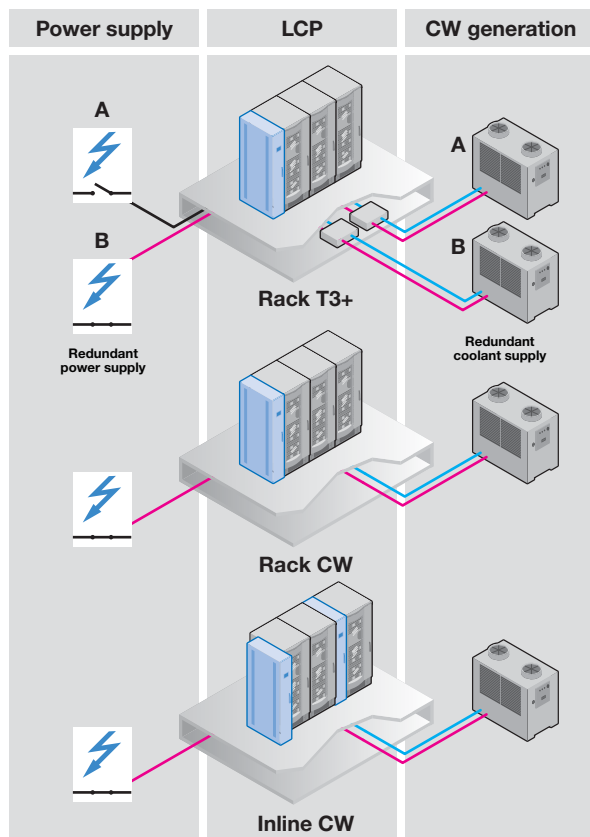 Power supply
LCP
CW generation
A
A
B
B
Rack T3+
Redundant
power supply
Redundant
coolant supply
Rack CW
Inline CW